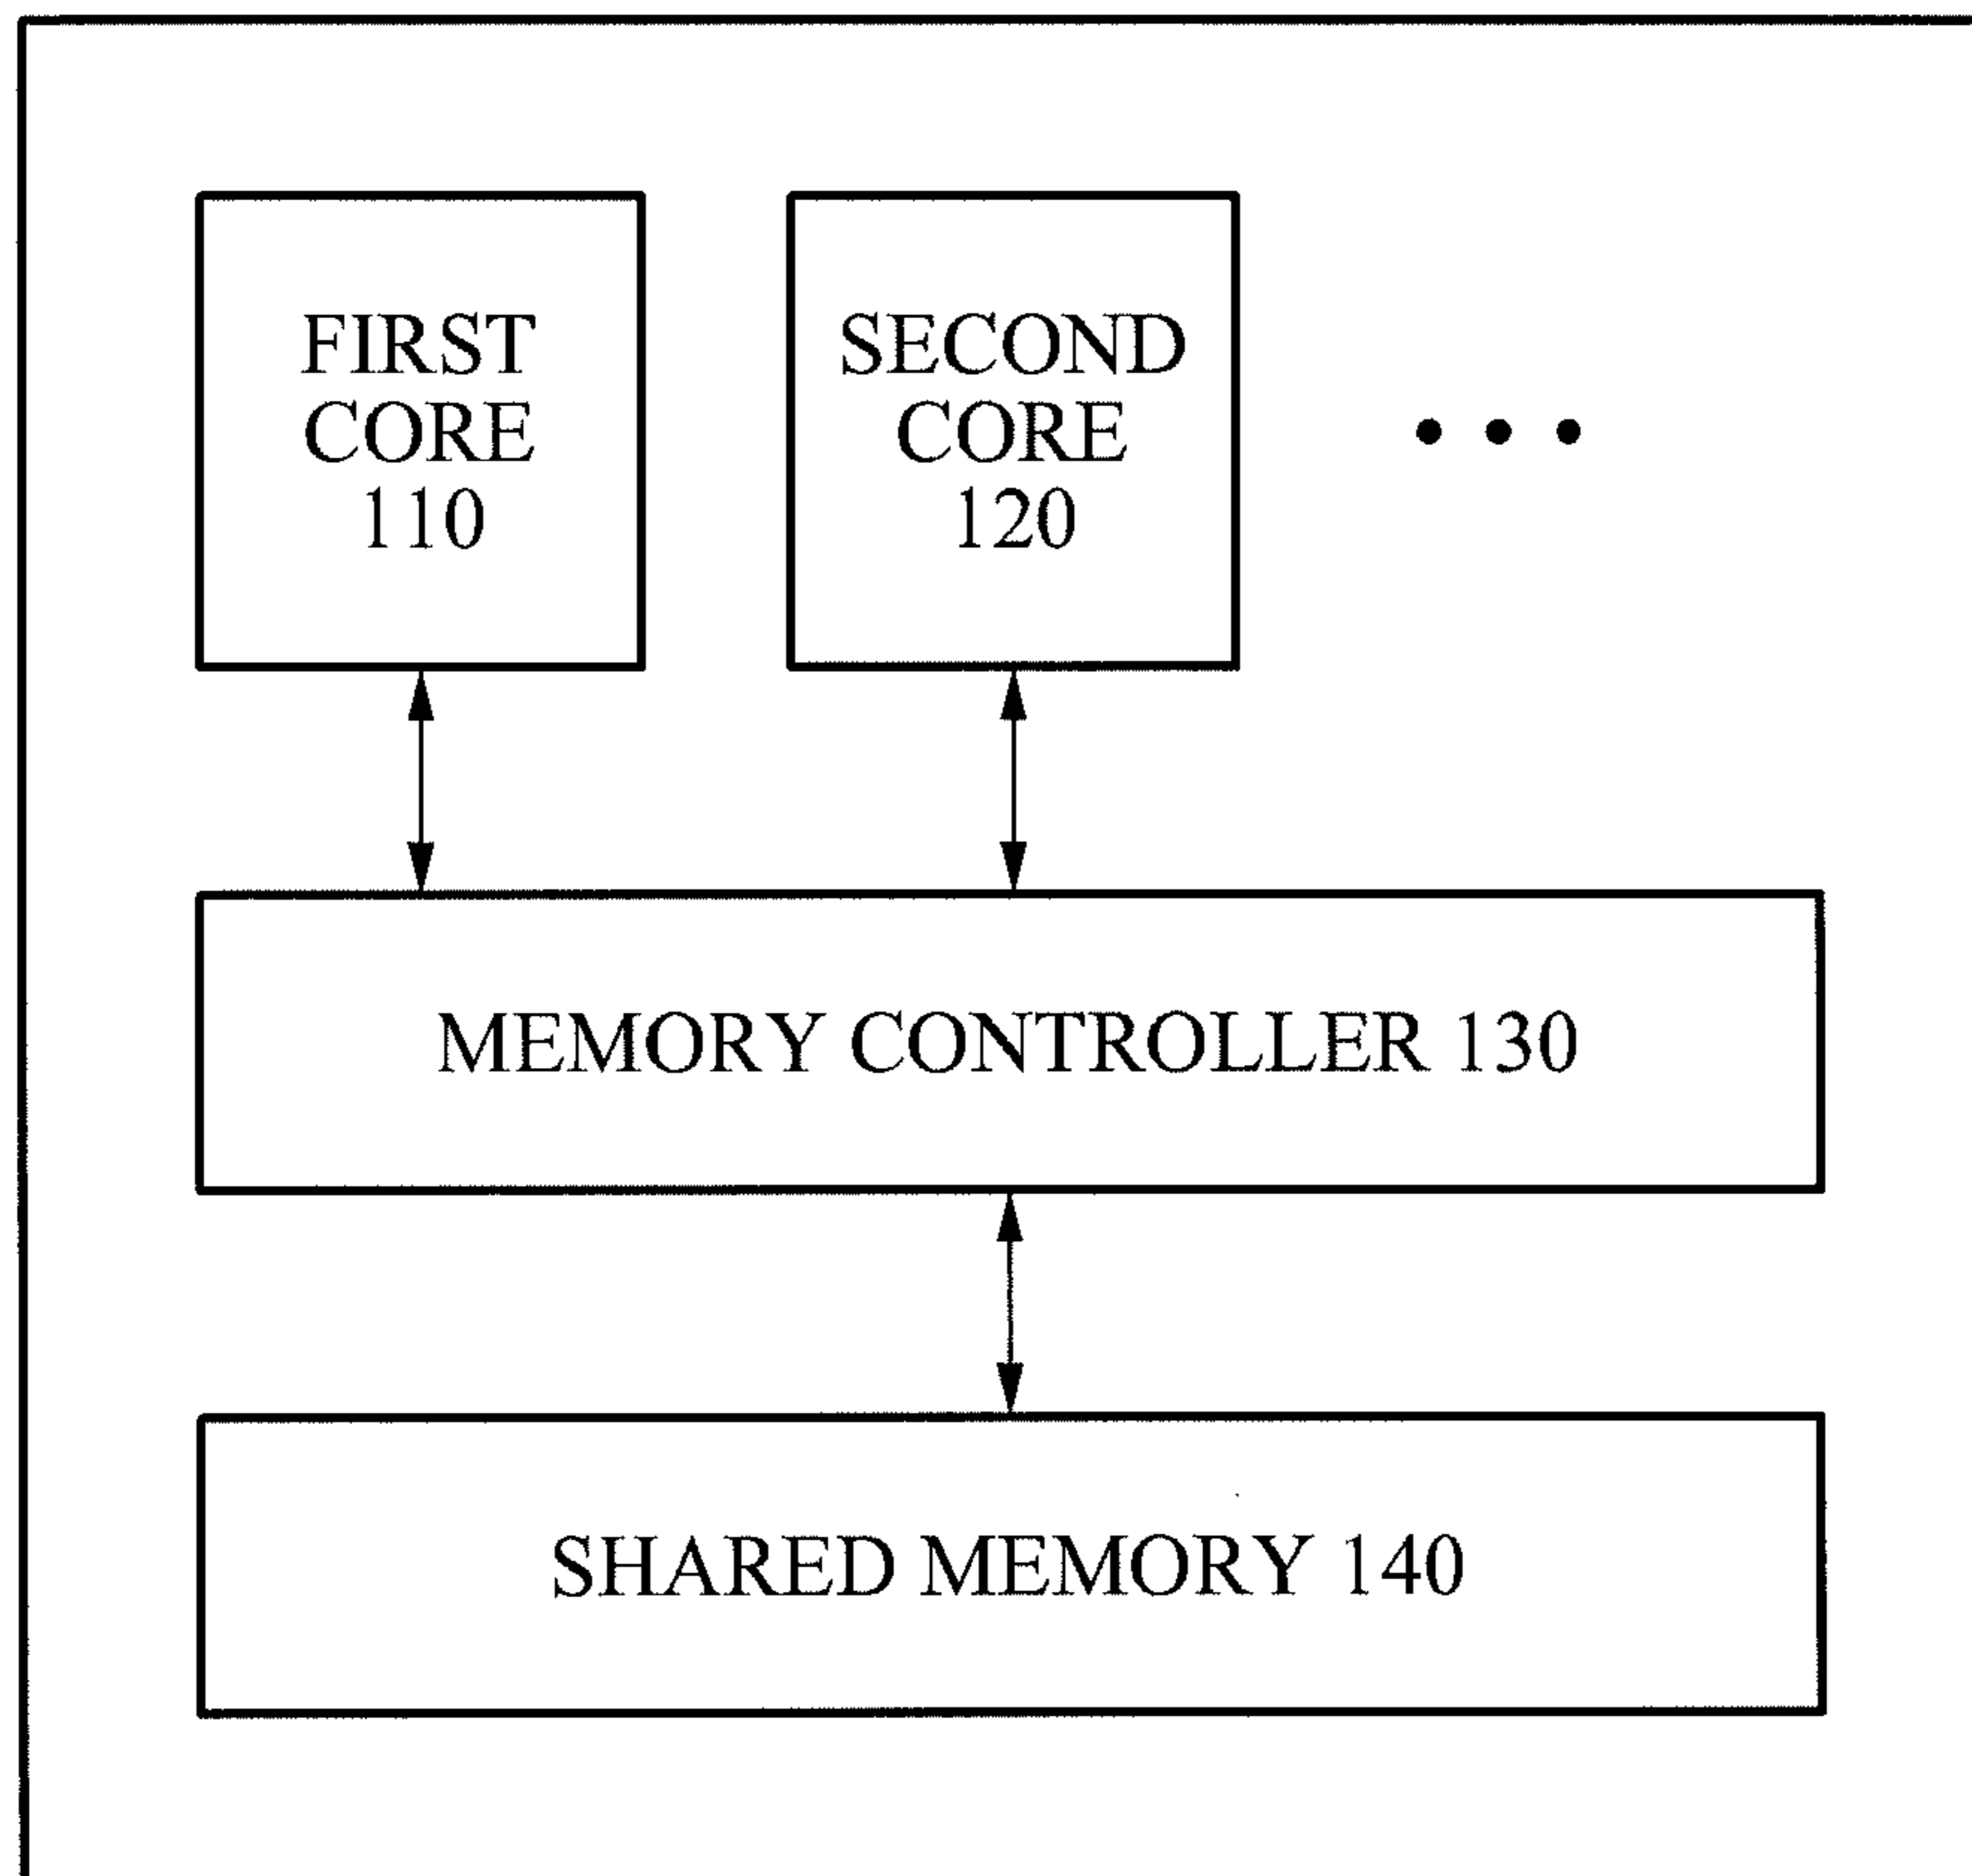 FIRST
CORE
110
SECOND
CORE
120
MEMORY CONTROLLER 130
SHARED MEMORY 140